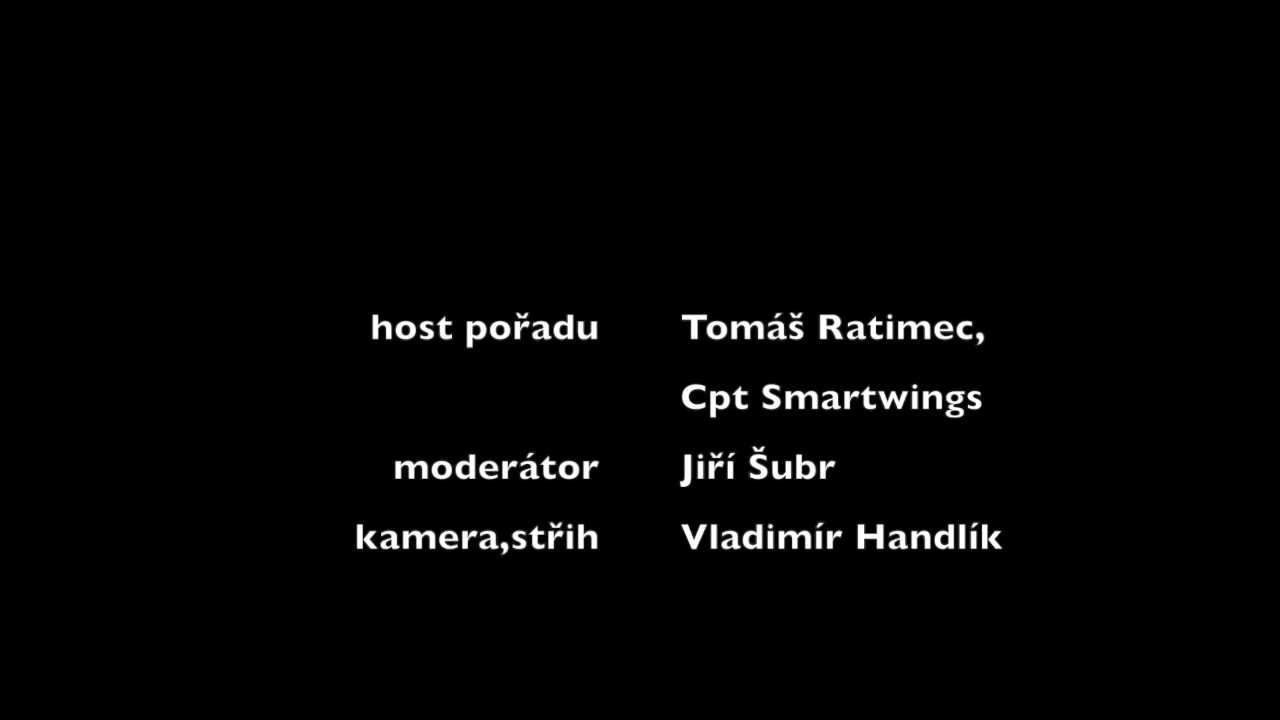 host pořadu Tomáš Ratimec,
Cpt Smartwings
moderátor Jiří Šubr
kamera,střih Vladimír Handlík